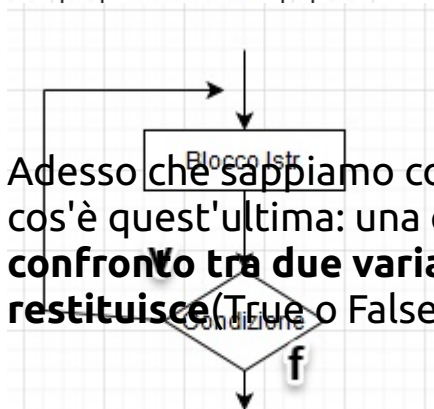 Blocco Istr
Adesso che sappiamo co
cos'è quest'ultima: una
confronto tra due varia
v
restituisce(True o False
Condizione
f